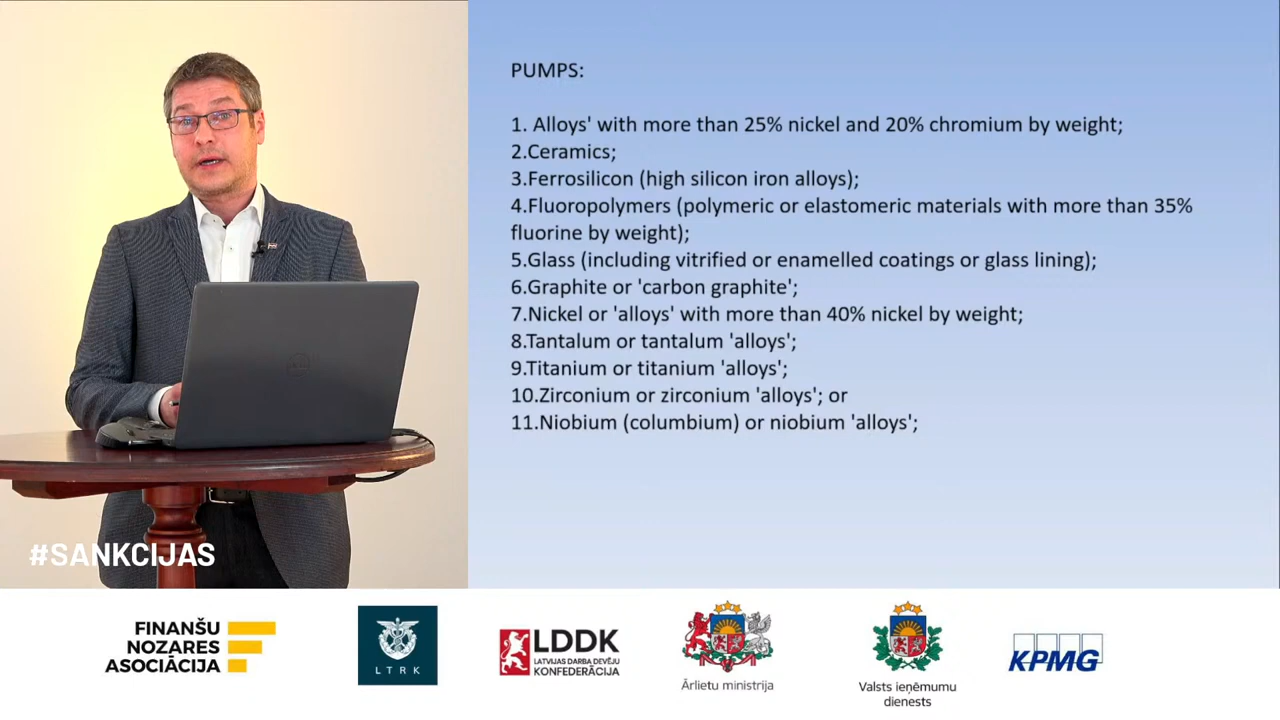 PUMPS:
1. Alloys' with more than 25% nickel and 20% chromium by weight;
2.Ceramics;
3.Ferrosilicon (high silicon iron alloys);
4.Fluoropolymers (polymeric or elastomeric materials with more than 35%
fluorine by weight);
5.Glass (including vitrified or enamelled coatings or glass lining);
6.Graphite or 'carbon graphite';
7.Nickel or 'alloys' with more than 40% nickel by weight;
8.Tantalum or tantalum 'alloys';
9.Titanium or titanium 'alloys';
10.Zirconium or zirconium 'alloys'; or
11.Niobium (columbium) or niobium 'alloys';
#SANKCIJAS
FINANŠU
NOZARES
ASOCIĀCIJA
LTRK
LDDK
LATVIJAS DARBA DEVĒJU
KONFEDERĀCIJA
Ārlietu ministrija
Valsts ieņēmumu
dienests
KPMG